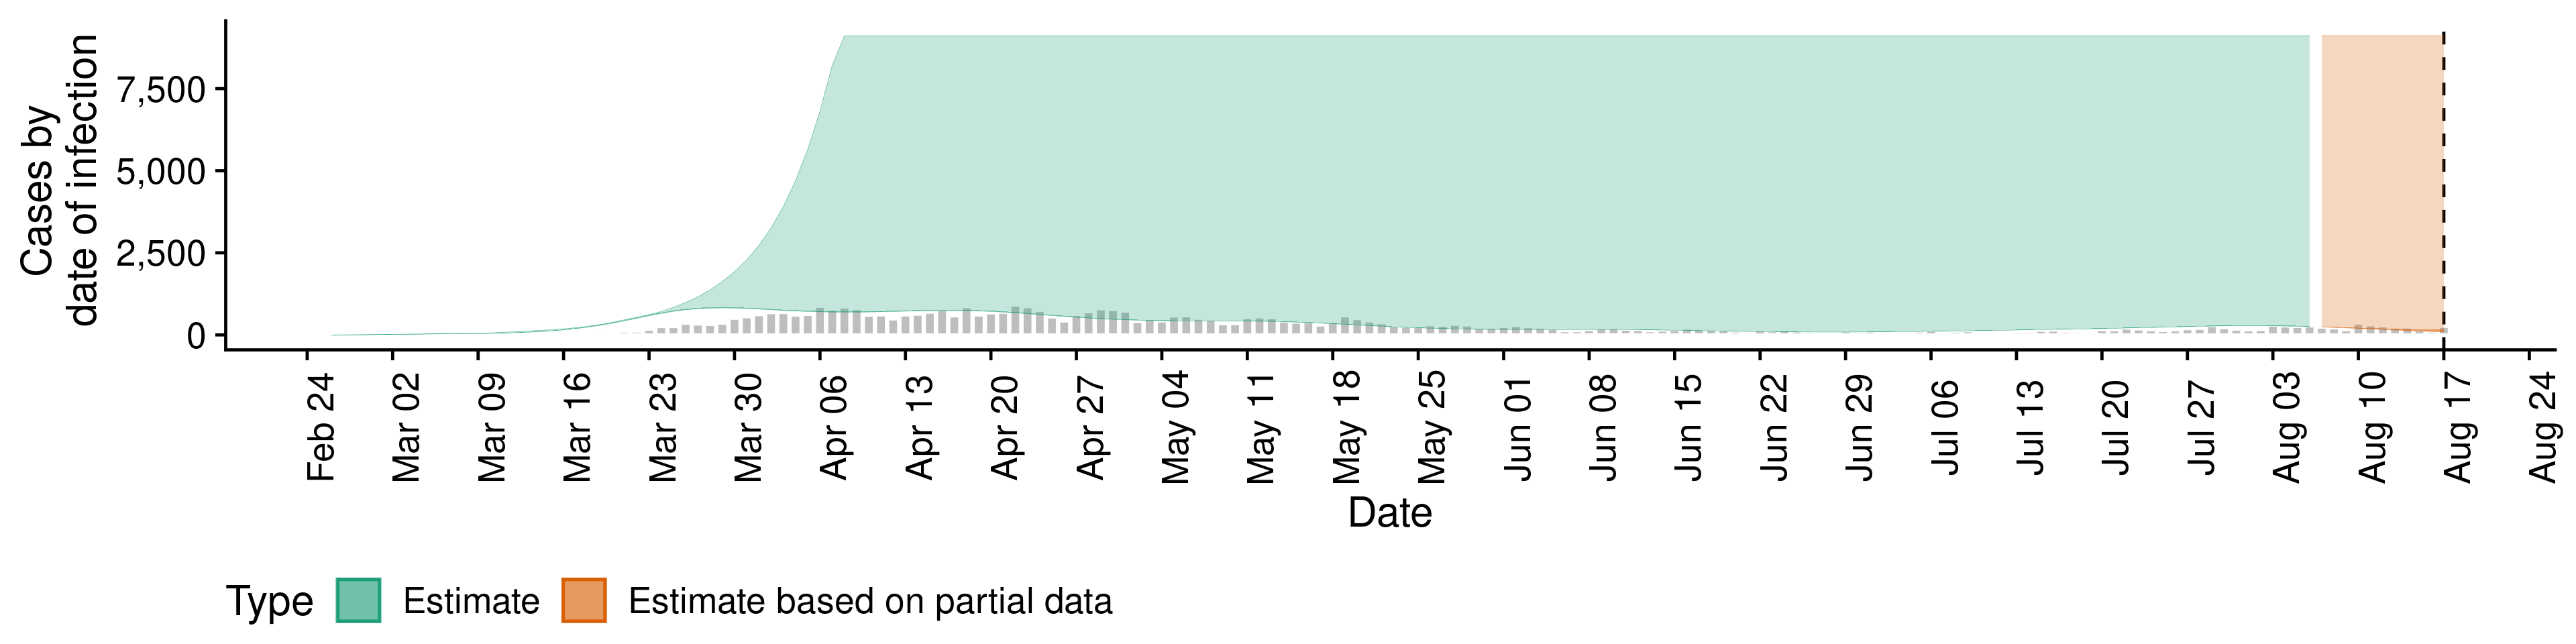 Cases by
date of infection
7,500
5,000
2,500
0
Feb 24
Mar 02
Mar 09
Mar 16
Mar 23
Mar 30
Apr 06
Apr 13
Apr 20
Apr 27
May 04
May 11
May 18
May 25
Jun 01
Jun 08
Jun 15
Jun 22
Jun 29
Jul 06
Jul 13
Jul 20
Jul 27
Aug 03
Aug 10
Aug 17
Aug 24
Date
Type Estimate Estimate based on partial data